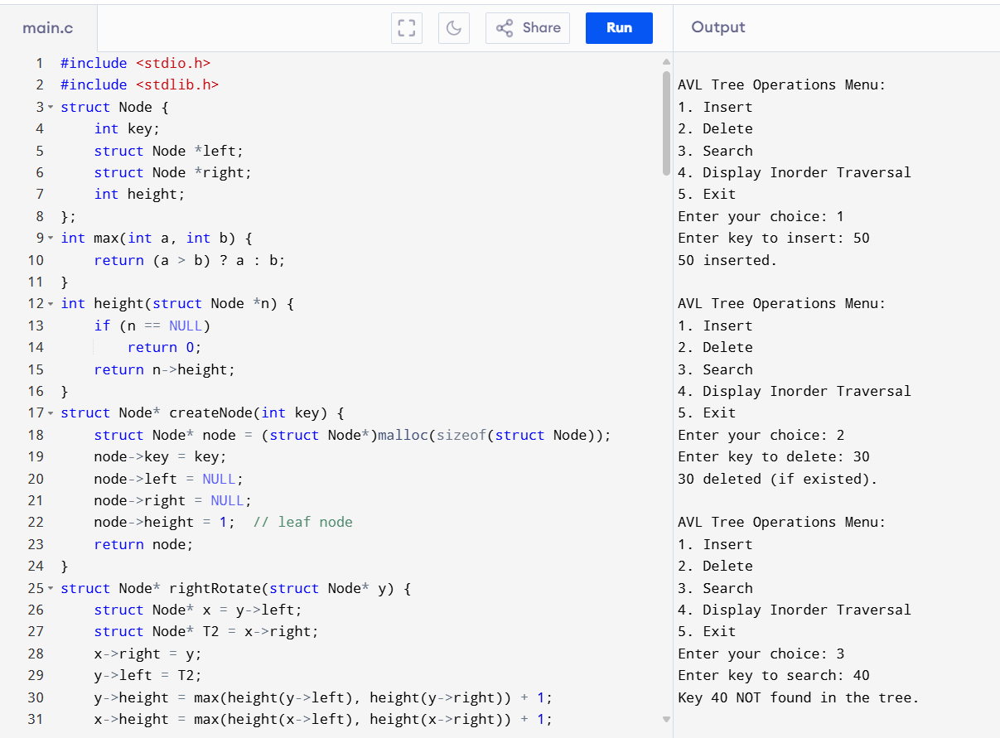 main.c
Share
Run
Output
1 #include <stdio.h>
2 #include <stdlib.h>
3 struct Node {
4     int key;
5     struct Node *left;
6     struct Node *right;
7     int height;
8 };
9 int max(int a, int b) {
10     return (a > b) ? a : b;
11 }
12 int height(struct Node *n) {
13     if (n == NULL)
14         return 0;
15     return n->height;
16 }
17 struct Node* createNode(int key) {
18     struct Node* node = (struct Node*)malloc(sizeof(struct Node));
19     node->key = key;
20     node->left = NULL;
21     node->right = NULL;
22     node->height = 1;  // leaf node
23     return node;
24 }
25 struct Node* rightRotate(struct Node* y) {
26     struct Node* x = y->left;
27     struct Node* T2 = x->right;
28     x->right = y;
29     y->left = T2;
30     y->height = max(height(y->left), height(y->right)) + 1;
31     x->height = max(height(x->left), height(x->right)) + 1;
AVL Tree Operations Menu:
1. Insert
2. Delete
3. Search
4. Display Inorder Traversal
5. Exit
Enter your choice: 1
Enter key to insert: 50
50 inserted.
AVL Tree Operations Menu:
1. Insert
2. Delete
3. Search
4. Display Inorder Traversal
5. Exit
Enter your choice: 2
Enter key to delete: 30
30 deleted (if existed).
AVL Tree Operations Menu:
1. Insert
2. Delete
3. Search
4. Display Inorder Traversal
5. Exit
Enter your choice: 3
Enter key to search: 40
Key 40 NOT found in the tree.